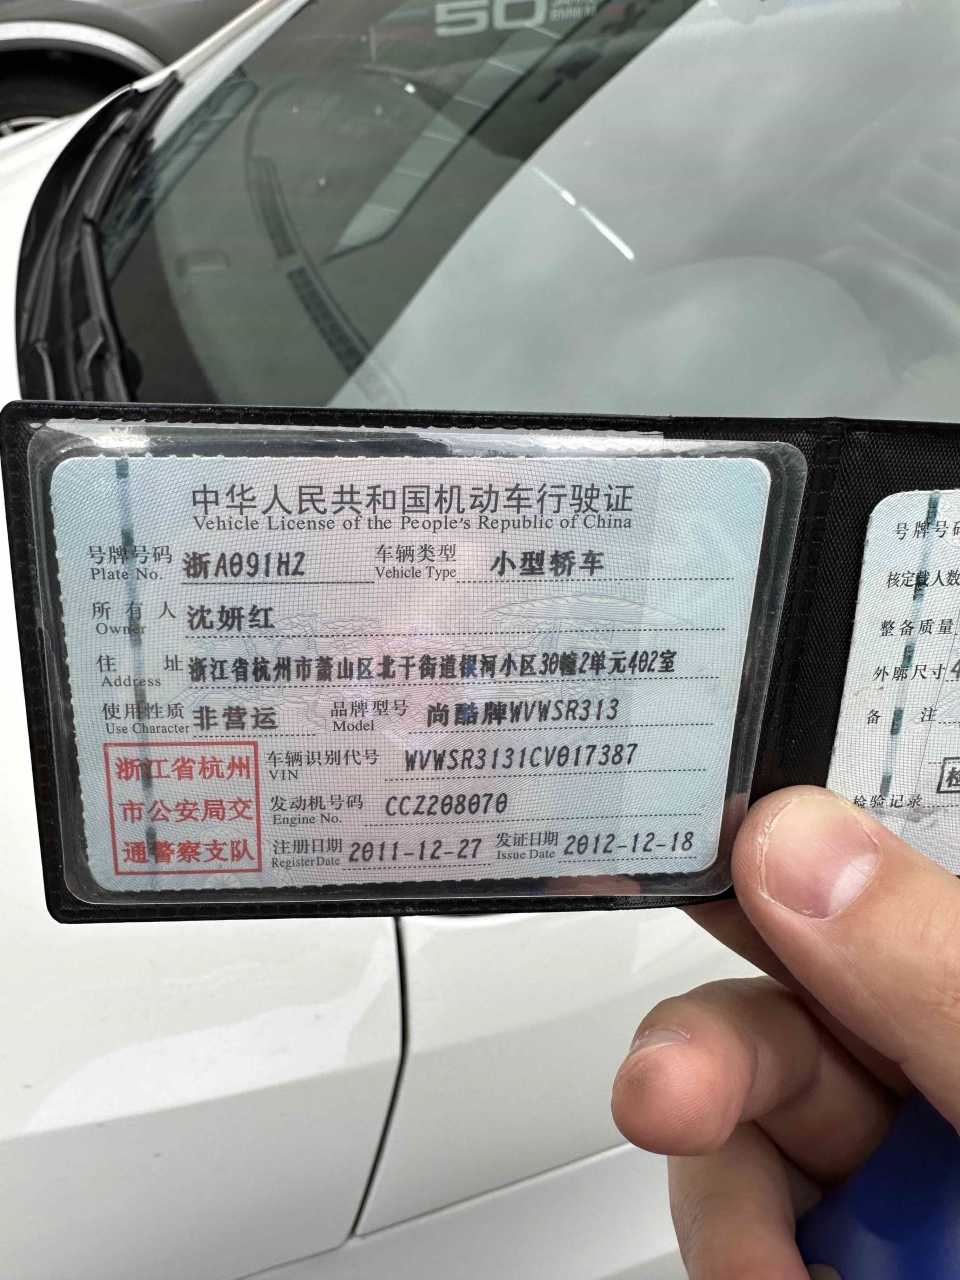 50
中华人民共和国机动车行驶证
Vehicle License of the People's Republic of China
号牌号码 浙A091HZ 车辆类型 小型轿车
Plate No. Vehicle Type
所有人 沈妍红
Owner
住址 浙江省杭州市萧山区北干街道银河小区30幢2单元402室
Address
使用性质 非营运 品牌型号 尚酷牌WVWSR313
Use Character Model
浙江省杭州
市公安局交
通警察支队
车辆识别代号 WVWSR3131CV017387
VIN
发动机号码 CCZ208070
Engine No.
注册日期 2011-12-27 发证日期 2012-12-18
Register Date Issue Date
号牌号码
核定载人数
整备质量
外廓尺寸 4
备注
检验记录